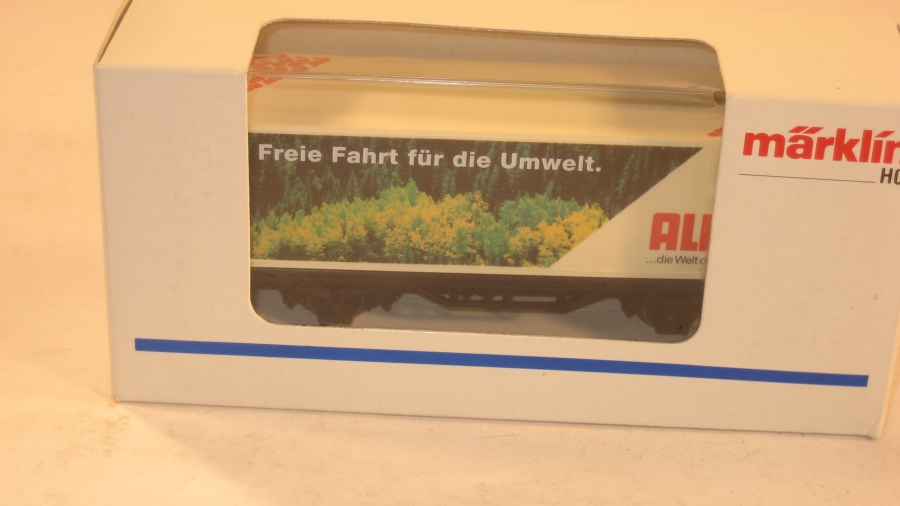 Freie Fahrt für die Umwelt.
märklin
HO
...die Welt